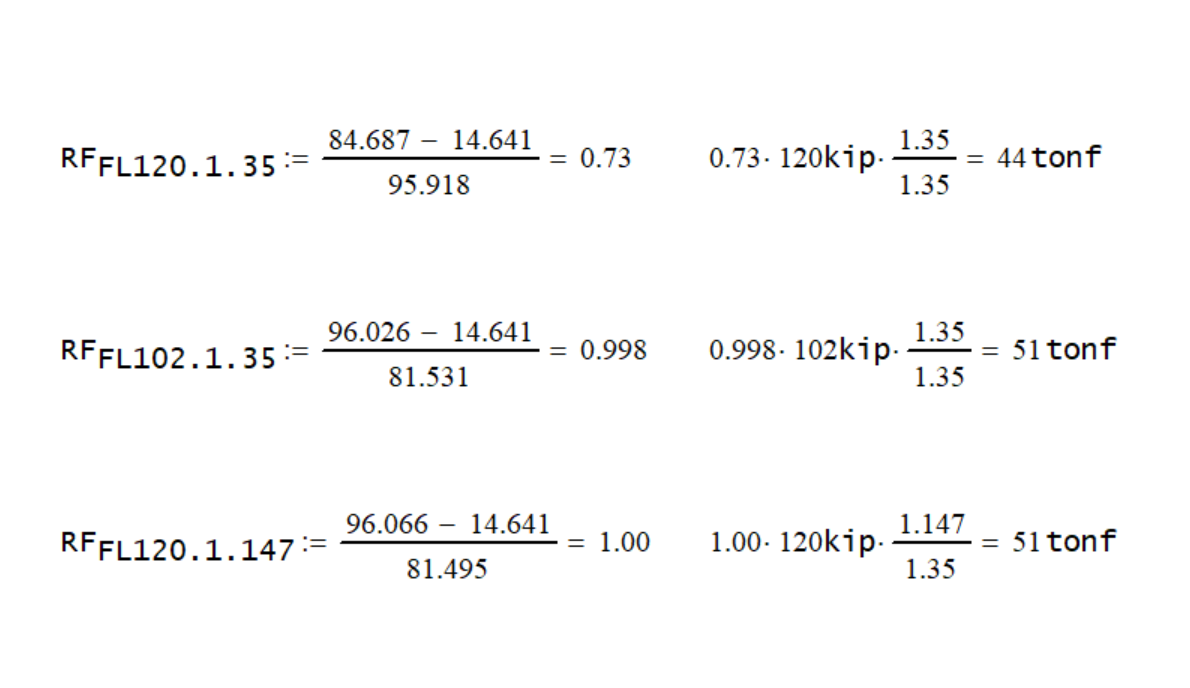 RF_FL120.1.35 := (84.687 − 14.641) / 95.918 = 0.73    0.73· 120kip· 1.35/1.35 = 44 tonf
RF_FL102.1.35 := (96.026 − 14.641) / 81.531 = 0.998    0.998· 102kip· 1.35/1.35 = 51 tonf
RF_FL120.1.147 := (96.066 − 14.641) / 81.495 = 1.00    1.00· 120kip· 1.147/1.35 = 51 tonf